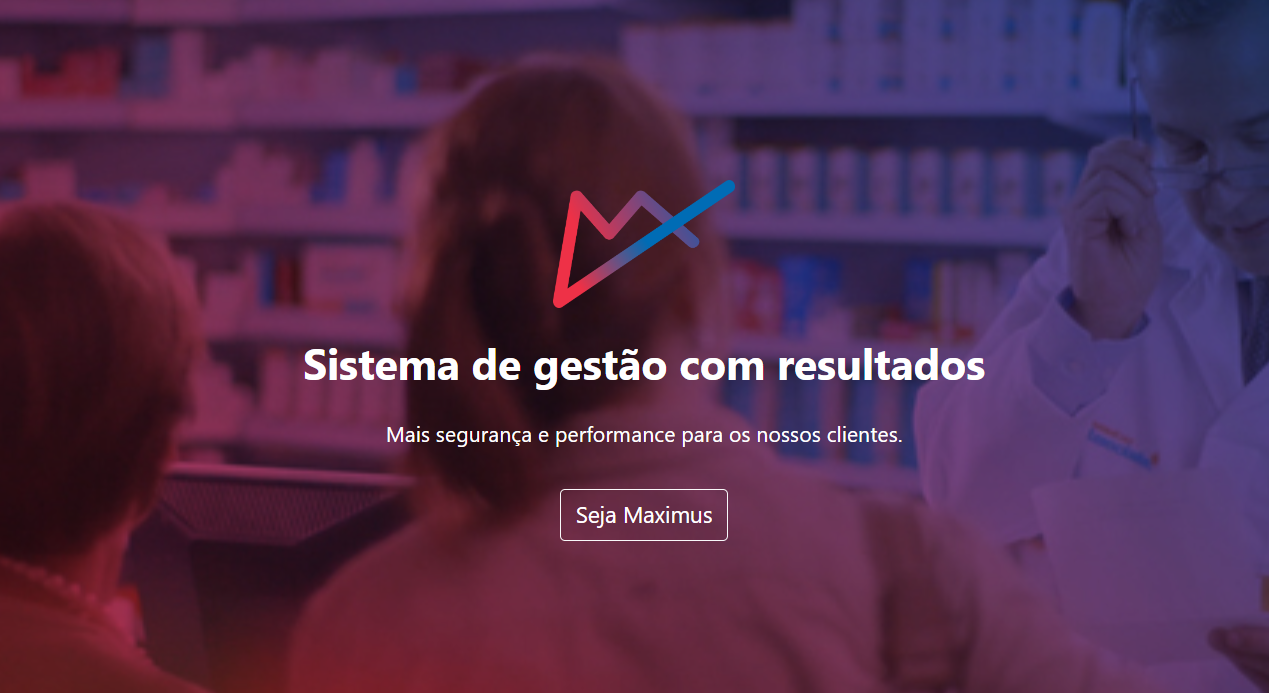 Sistema de gestão com resultados
Mais segurança e performance para os nossos clientes.
Seja Maximus